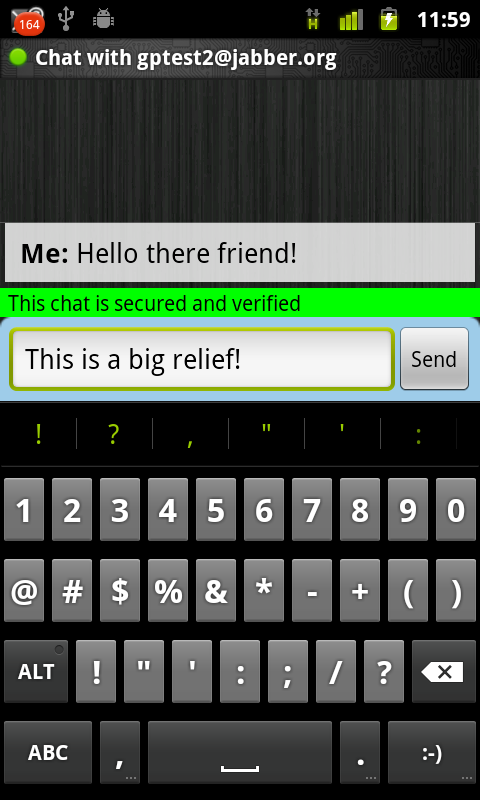 164 H 11:59
Chat with gptest2@jabber.org
Me: Hello there friend!
This chat is secured and verified
This is a big relief! Send
! ? , " ' :
1 2 3 4 5 6 7 8 9 0
@ # $ % & * - + ( )
ALT ! " ' : ; / ?
ABC , . :-)